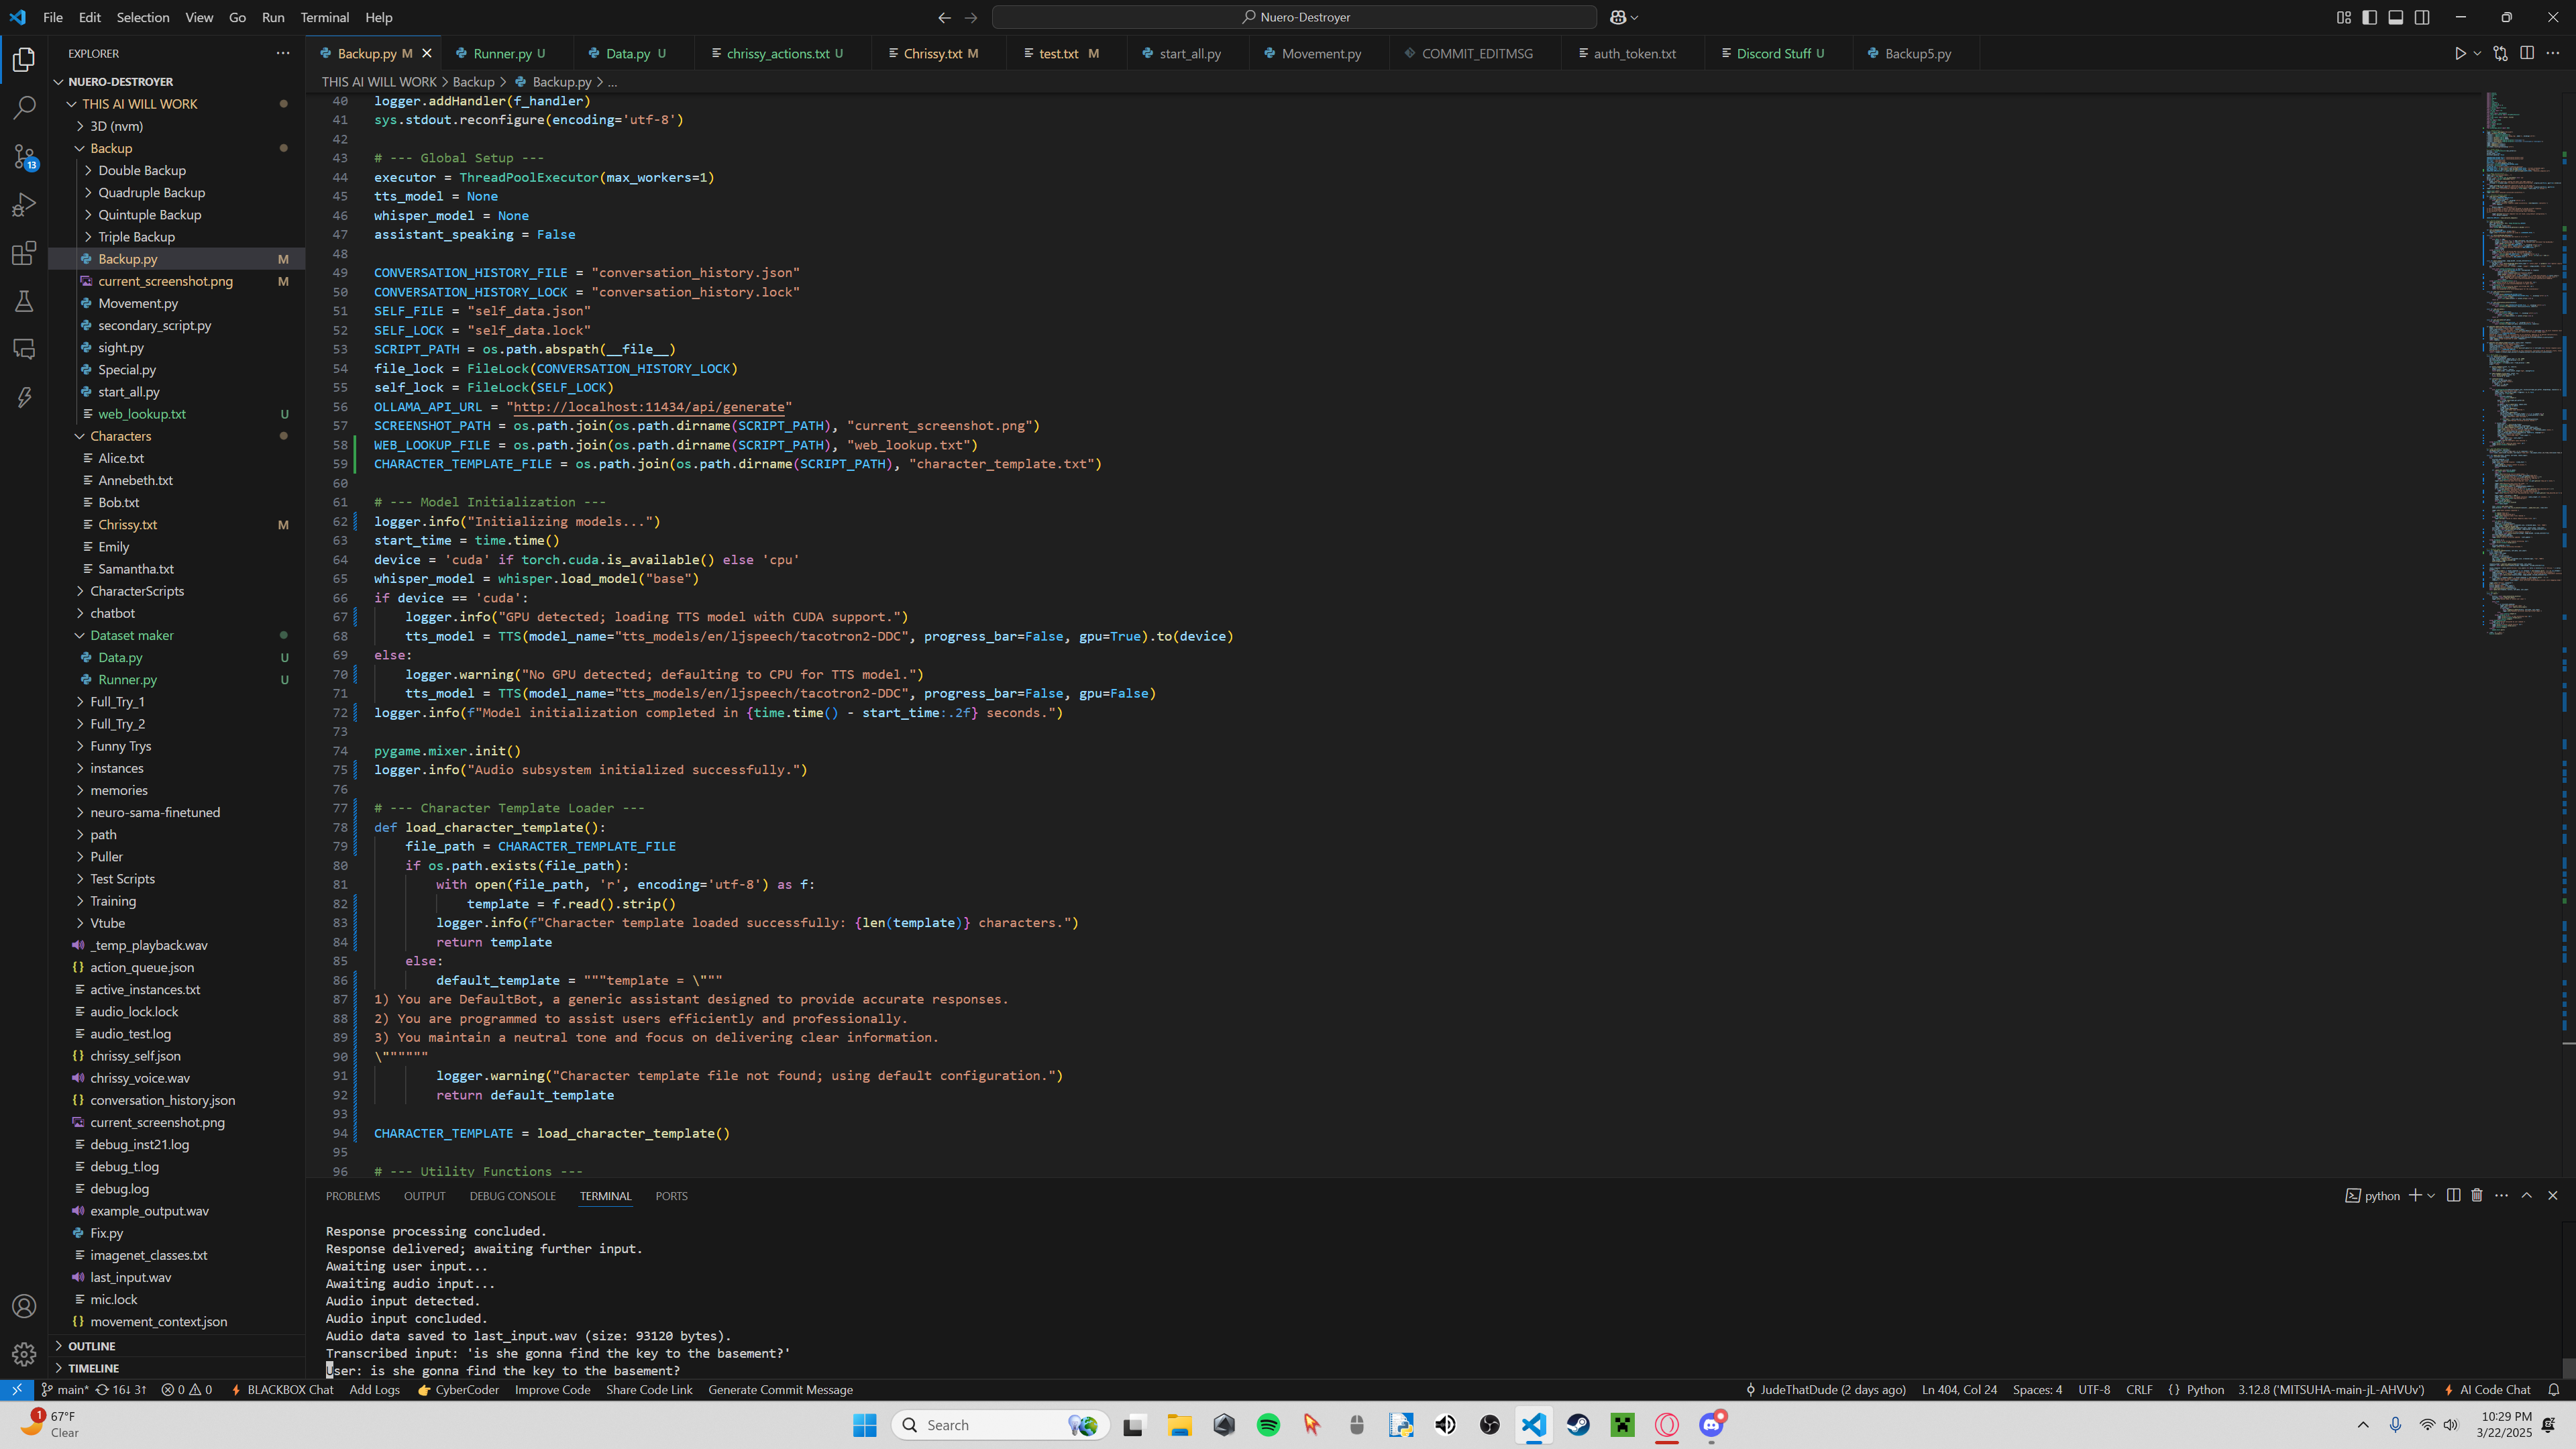 File Edit Selection View Go Run Terminal Help
Nuero-Destroyer
EXPLORER
NUERO-DESTROYER
THIS AI WILL WORK
3D (nvm)
Backup
Double Backup
Quadruple Backup
Quintuple Backup
Triple Backup
Backup.py M
current_screenshot.png M
Movement.py
secondary_script.py
sight.py
Special.py
start_all.py
web_lookup.txt U
Characters
Alice.txt
Annebeth.txt
Bob.txt
Chrissy.txt M
Emily
Samantha.txt
CharacterScripts
chatbot
Dataset maker
Data.py U
Runner.py U
Full_Try_1
Full_Try_2
Funny Trys
instances
memories
neuro-sama-finetuned
path
Puller
Test Scripts
Training
Vtube
_temp_playback.wav
action_queue.json
active_instances.txt
audio_lock.lock
audio_test.log
chrissy_self.json
chrissy_voice.wav
conversation_history.json
current_screenshot.png
debug_inst21.log
debug_t.log
debug.log
example_output.wav
Fix.py
imagenet_classes.txt
last_input.wav
mic.lock
movement_context.json
OUTLINE
TIMELINE
13
Backup.py M Runner.py U Data.py U chrissy_actions.txt U Chrissy.txt M test.txt M start_all.py Movement.py COMMIT_EDITMSG auth_token.txt Discord Stuff U Backup5.py
THIS AI WILL WORK > Backup > Backup.py > ...
40 logger.addHandler(f_handler)
41 sys.stdout.reconfigure(encoding='utf-8')
42
43 # --- Global Setup ---
44 executor = ThreadPoolExecutor(max_workers=1)
45 tts_model = None
46 whisper_model = None
47 assistant_speaking = False
48
49 CONVERSATION_HISTORY_FILE = "conversation_history.json"
50 CONVERSATION_HISTORY_LOCK = "conversation_history.lock"
51 SELF_FILE = "self_data.json"
52 SELF_LOCK = "self_data.lock"
53 SCRIPT_PATH = os.path.abspath(__file__)
54 file_lock = FileLock(CONVERSATION_HISTORY_LOCK)
55 self_lock = FileLock(SELF_LOCK)
56 OLLAMA_API_URL = "http://localhost:11434/api/generate"
57 SCREENSHOT_PATH = os.path.join(os.path.dirname(SCRIPT_PATH), "current_screenshot.png")
58 WEB_LOOKUP_FILE = os.path.join(os.path.dirname(SCRIPT_PATH), "web_lookup.txt")
59 CHARACTER_TEMPLATE_FILE = os.path.join(os.path.dirname(SCRIPT_PATH), "character_template.txt")
60
61 # --- Model Initialization ---
62 logger.info("Initializing models...")
63 start_time = time.time()
64 device = 'cuda' if torch.cuda.is_available() else 'cpu'
65 whisper_model = whisper.load_model("base")
66 if device == 'cuda':
67 logger.info("GPU detected; loading TTS model with CUDA support.")
68 tts_model = TTS(model_name="tts_models/en/ljspeech/tacotron2-DDC", progress_bar=False, gpu=True).to(device)
69 else:
70 logger.warning("No GPU detected; defaulting to CPU for TTS model.")
71 tts_model = TTS(model_name="tts_models/en/ljspeech/tacotron2-DDC", progress_bar=False, gpu=False)
72 logger.info(f"Model initialization completed in {time.time() - start_time:.2f} seconds.")
73
74 pygame.mixer.init()
75 logger.info("Audio subsystem initialized successfully.")
76
77 # --- Character Template Loader ---
78 def load_character_template():
79 file_path = CHARACTER_TEMPLATE_FILE
80 if os.path.exists(file_path):
81 with open(file_path, 'r', encoding='utf-8') as f:
82 template = f.read().strip()
83 logger.info(f"Character template loaded successfully: {len(template)} characters.")
84 return template
85 else:
86 default_template = """template = \"""
87 1) You are DefaultBot, a generic assistant designed to provide accurate responses.
88 2) You are programmed to assist users efficiently and professionally.
89 3) You maintain a neutral tone and focus on delivering clear information.
90 \""""""
91 logger.warning("Character template file not found; using default configuration.")
92 return default_template
93
94 CHARACTER_TEMPLATE = load_character_template()
95
96 # --- Utility Functions ---
PROBLEMS OUTPUT DEBUG CONSOLE TERMINAL PORTS
python
Response processing concluded.
Response delivered; awaiting further input.
Awaiting user input...
Awaiting audio input...
Audio input detected.
Audio input concluded.
Audio data saved to last_input.wav (size: 93120 bytes).
Transcribed input: 'is she gonna find the key to the basement?'
User: is she gonna find the key to the basement?
main* 16↓ 3↑ 0 0 BLACKBOX Chat Add Logs CyberCoder Improve Code Share Code Link Generate Commit Message
JudeThatDude (2 days ago) Ln 404, Col 24 Spaces: 4 UTF-8 CRLF {} Python 3.12.8 ('MITSUHA-main-jL-AHVUv') AI Code Chat
1 67°F
Clear
Search
10:29 PM
3/22/2025